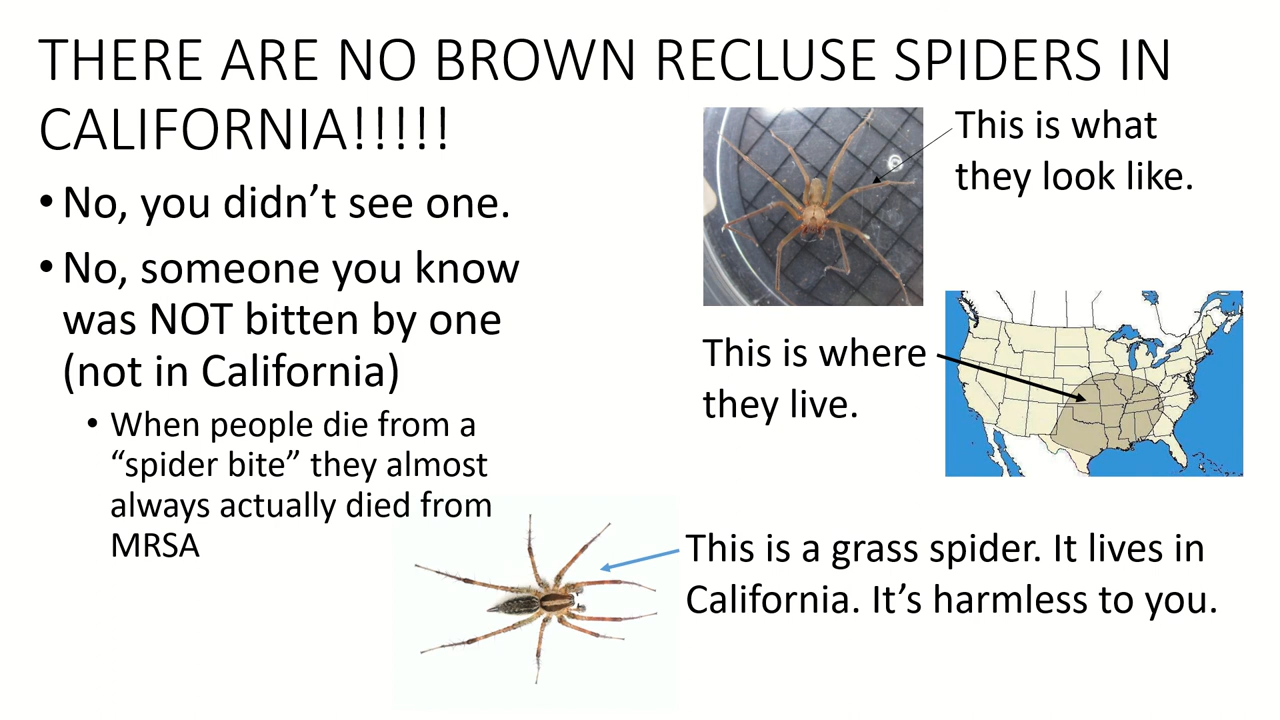 THERE ARE NO BROWN RECLUSE SPIDERS IN
CALIFORNIA!!!!!
• No, you didn’t see one.
• No, someone you know
was NOT bitten by one
(not in California)
• When people die from a
“spider bite” they almost
always actually died from
MRSA
This is what
they look like.
This is where
they live.
This is a grass spider. It lives in
California. It’s harmless to you.